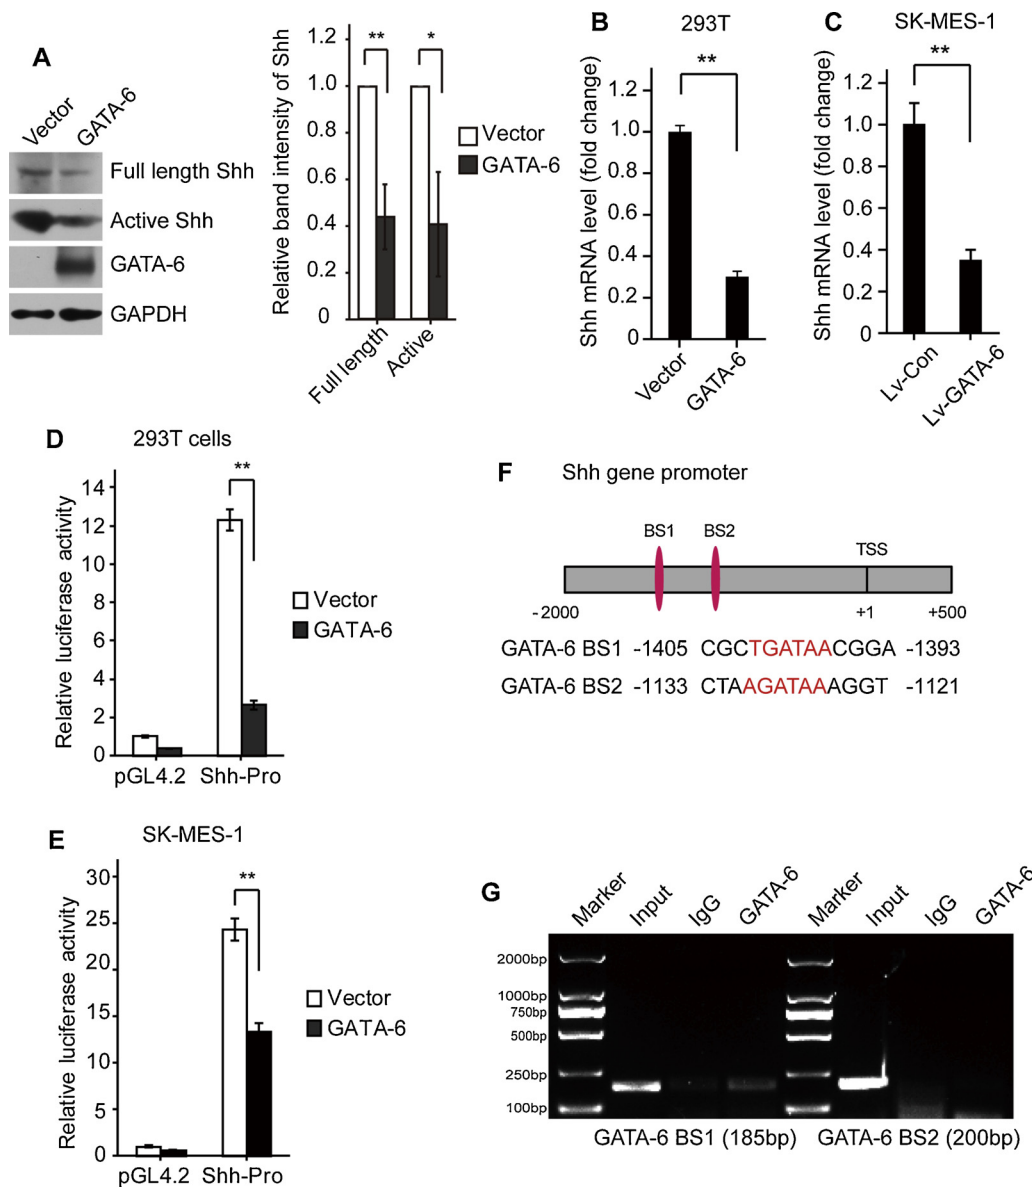 A
Vector
GATA-6
Full length Shh
Active Shh
GATA-6
GAPDH
Relative band intensity of Shh
1.2
1.0
0.8
0.6
0.4
0.2
0
** *
Vector
GATA-6
Full length
Active
B
293T
Shh mRNA level (fold change)
1.2
1.0
0.8
0.6
0.4
0.2
0
**
Vector
GATA-6
C
SK-MES-1
Shh mRNA level (fold change)
1.2
1.0
0.8
0.6
0.4
0.2
0
**
Lv-Con
Lv-GATA-6
D
293T cells
Relative luciferase activity
14
12
10
8
6
4
2
0
**
Vector
GATA-6
pGL4.2 Shh-Pro
E
SK-MES-1
Relative luciferase activity
30
25
20
15
10
5
0
**
Vector
GATA-6
pGL4.2 Shh-Pro
F
Shh gene promoter
BS1 BS2
TSS
-2000 +1 +500
GATA-6 BS1 -1405 CGCTGATAACGGA -1393
GATA-6 BS2 -1133 CTAAGATAAAGGT -1121
G
Marker Input IgG GATA-6 Marker Input IgG GATA-6
2000bp
1000bp
750bp
500bp
250bp
100bp
GATA-6 BS1 (185bp) GATA-6 BS2 (200bp)